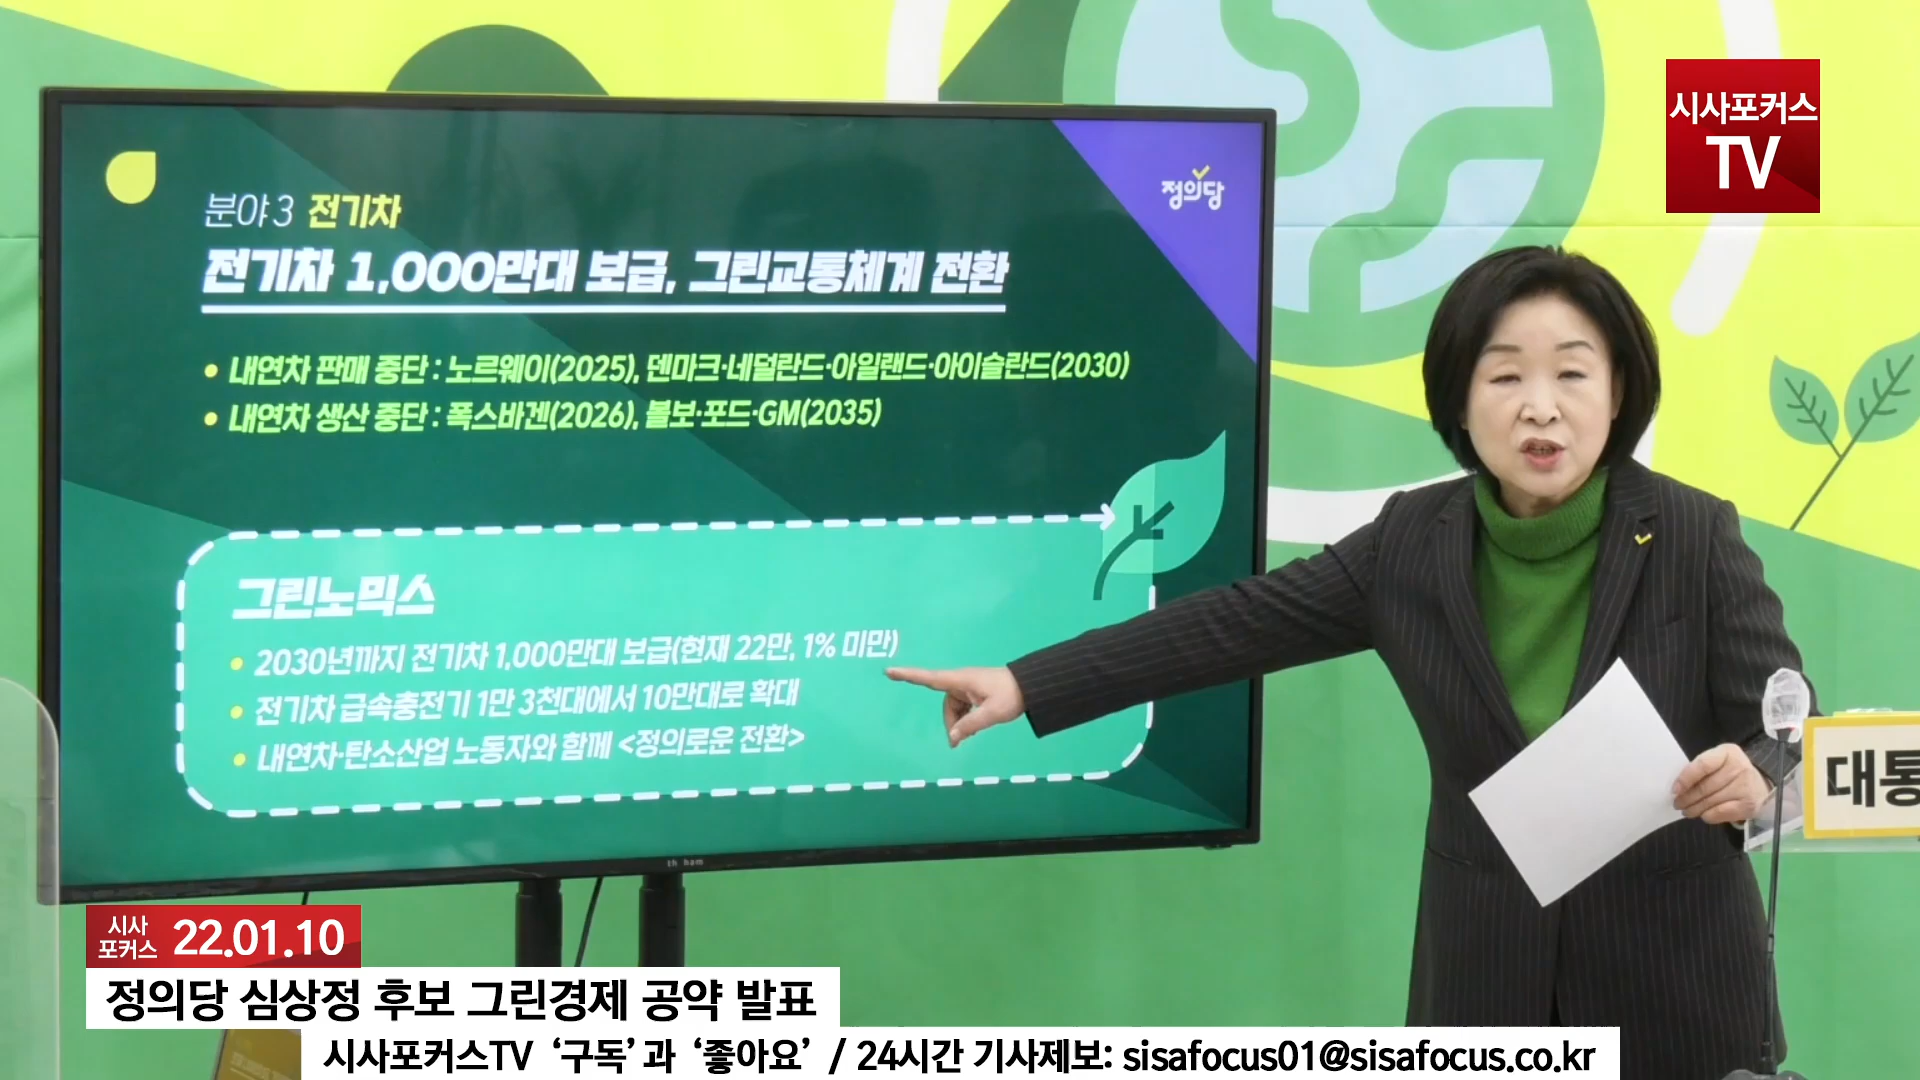 시사포커스
TV
정의당
분야 3 전기차
전기차 1,000만대 보급, 그린교통체계 전환
• 내연차 판매 중단 : 노르웨이(2025), 덴마크·네덜란드·아일랜드·아이슬란드(2030)
• 내연차 생산 중단 : 폭스바겐(2026), 볼보·포드·GM(2035)
그린노믹스
• 2030년까지 전기차 1,000만대 보급(현재 22만, 1% 미만)
• 전기차 급속충전기 1만 3천대에서 10만대로 확대
• 내연차·탄소산업 노동자와 함께 <정의로운 전환>
대통
시사
포커스 22.01.10
정의당 심상정 후보 그린경제 공약 발표
시사포커스TV ‘구독’과 ‘좋아요’ / 24시간 기사제보: sisafocus01@sisafocus.co.kr